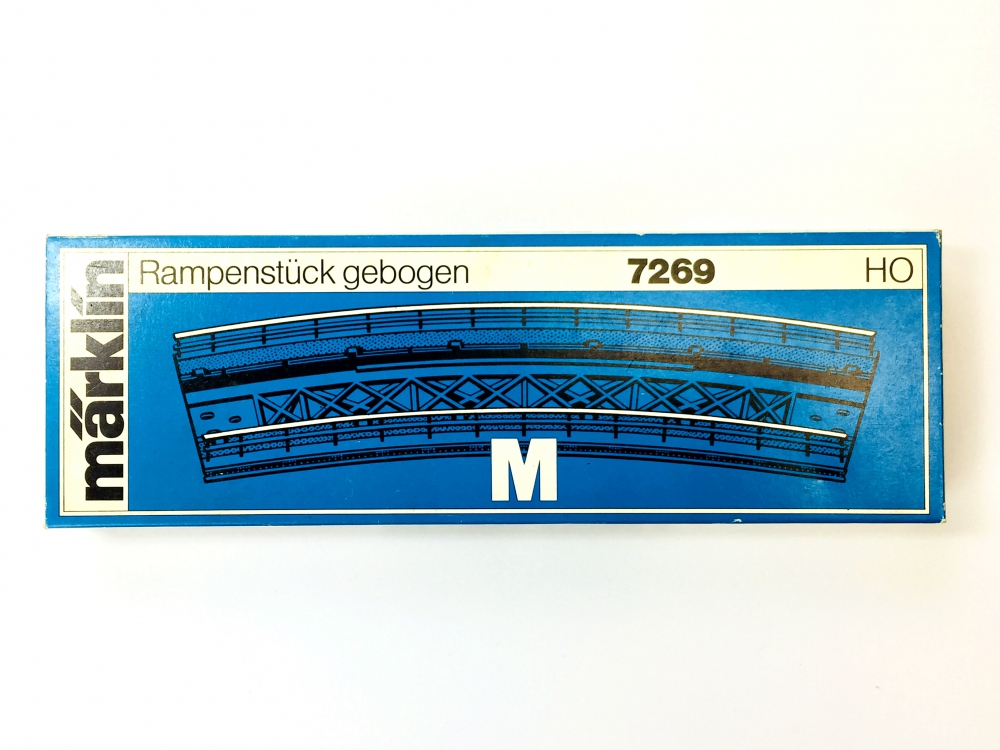 märklin
Rampenstück gebogen 7269 HO
M